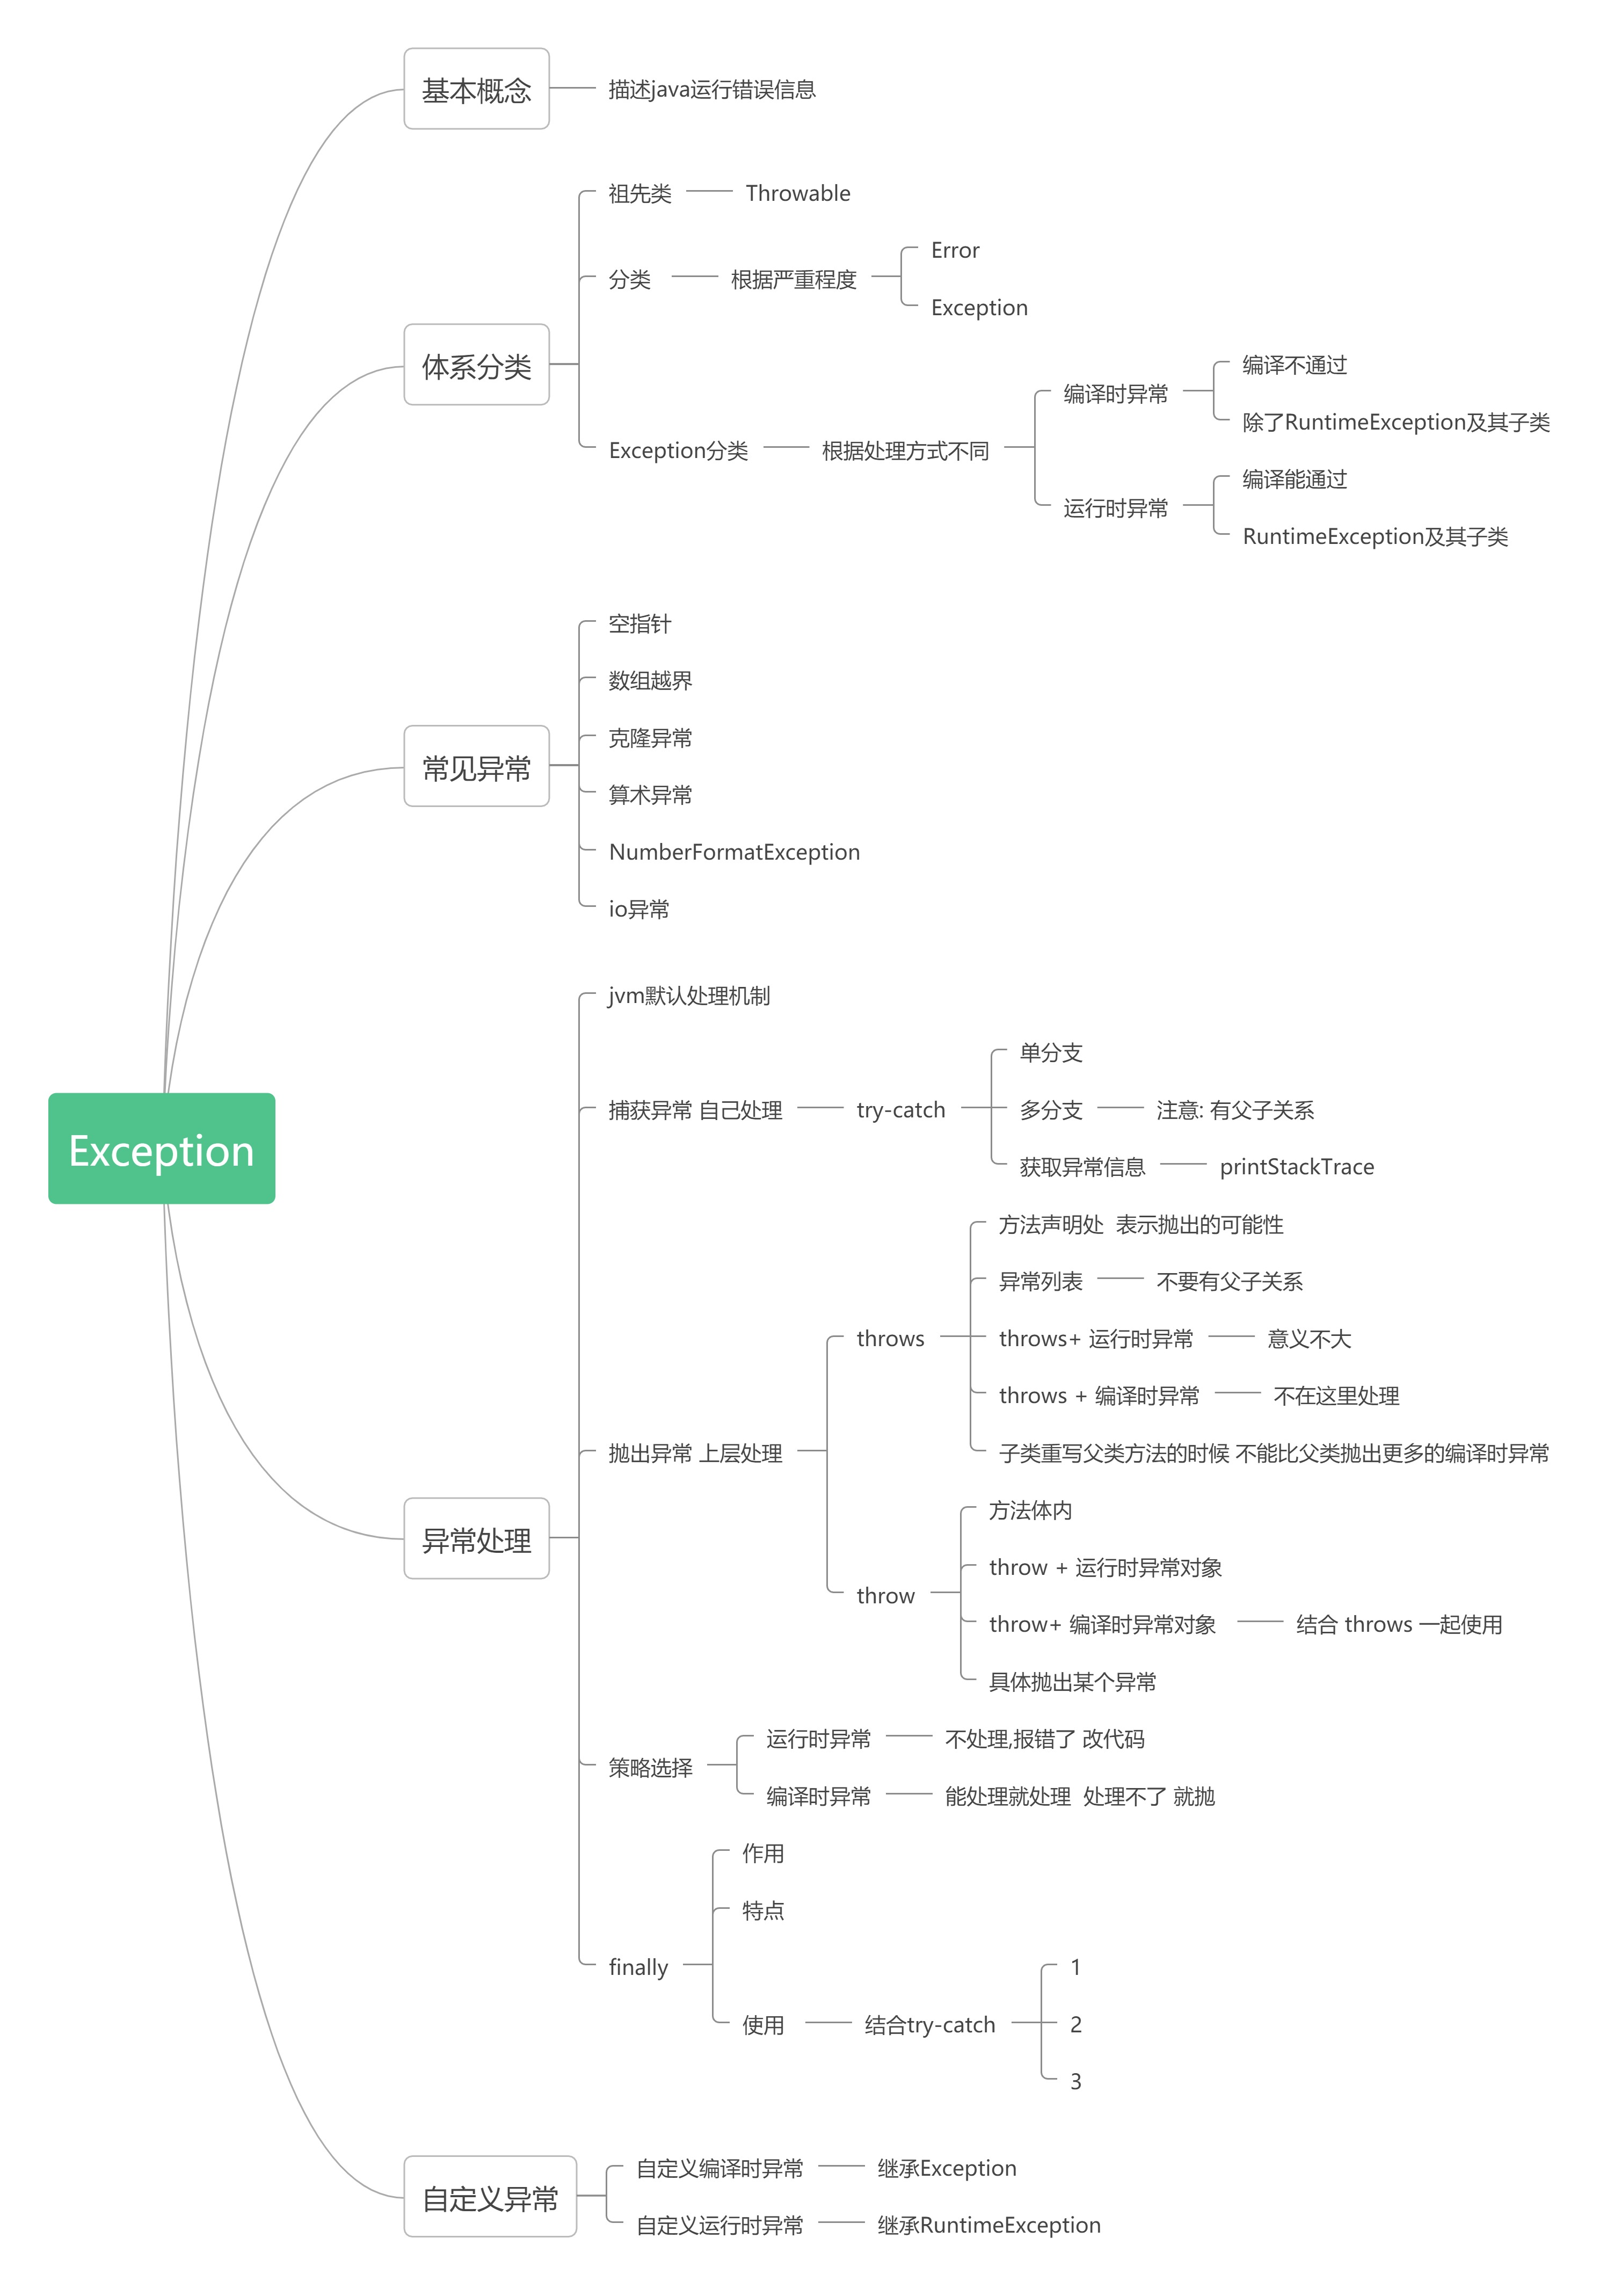 Exception
基本概念
描述java运行错误信息
体系分类
祖先类
Throwable
分类
根据严重程度
Error
Exception
Exception分类
根据处理方式不同
编译时异常
编译不通过
除了RuntimeException及其子类
运行时异常
编译能通过
RuntimeException及其子类
常见异常
空指针
数组越界
克隆异常
算术异常
NumberFormatException
io异常
异常处理
jvm默认处理机制
捕获异常 自己处理
try-catch
单分支
多分支
注意: 有父子关系
获取异常信息
printStackTrace
抛出异常 上层处理
throws
方法声明处  表示抛出的可能性
异常列表
不要有父子关系
throws+ 运行时异常
意义不大
throws + 编译时异常
不在这里处理
子类重写父类方法的时候 不能比父类抛出更多的编译时异常
throw
方法体内
throw + 运行时异常对象
throw+ 编译时异常对象
结合 throws 一起使用
具体抛出某个异常
策略选择
运行时异常
不处理,报错了 改代码
编译时异常
能处理就处理  处理不了 就抛
finally
作用
特点
使用
结合try-catch
1
2
3
自定义异常
自定义编译时异常
继承Exception
自定义运行时异常
继承RuntimeException